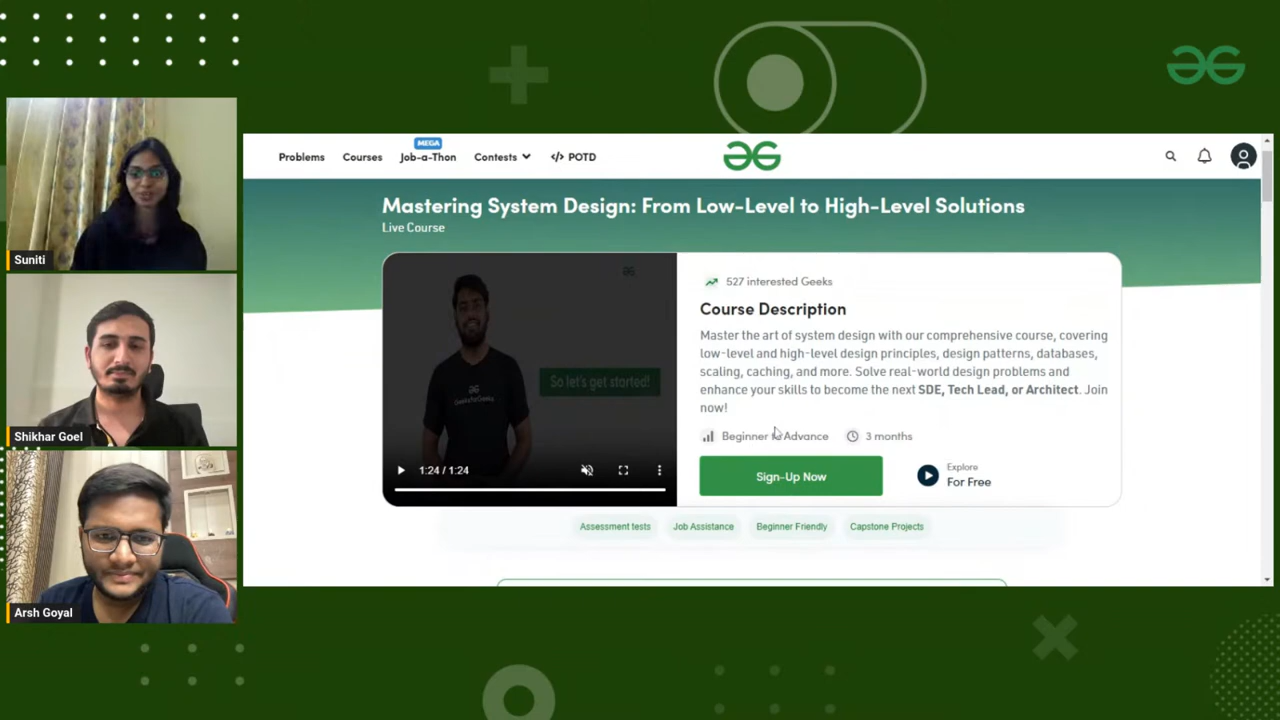 Suniti
Shikhar Goel
Arsh Goyal
Problems
Courses
MEGA
Job-a-Thon
Contests
</> POTD
Mastering System Design: From Low-Level to High-Level Solutions
Live Course
So let's get started!
GeeksforGeeks
1:24 / 1:24
527 interested Geeks
Course Description
Master the art of system design with our comprehensive course, covering
low-level and high-level design principles, design patterns, databases,
scaling, caching, and more. Solve real-world design problems and
enhance your skills to become the next SDE, Tech Lead, or Architect. Join
now!
Beginner to Advance
3 months
Sign-Up Now
Explore
For Free
Assessment tests
Job Assistance
Beginner Friendly
Capstone Projects